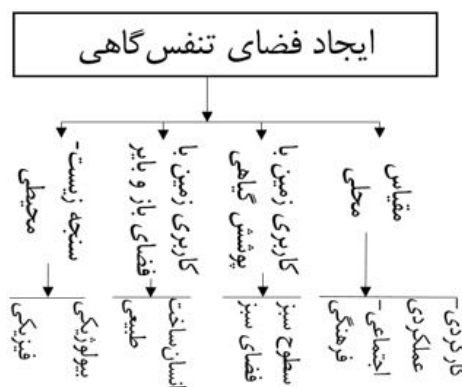 ایجاد فضای تنفس‌گاهی
مقیاس
محلی
کاربری زمین با
پوشش گیاهی
کاربری زمین با
فضای باز و بایر
سنجه زیست-
محیطی
کارکردی-
عملکردی
اجتماعی-
فرهنگی
سطوح سبز
فضای سبز
انسان‌ساخت
طبیعی
بیولوژیکی
فیزیکی